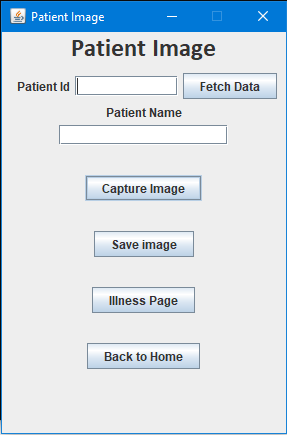 Patient Image
Patient Image
Patient Id Fetch Data
Patient Name
Capture Image
Save image
Illness Page
Back to Home